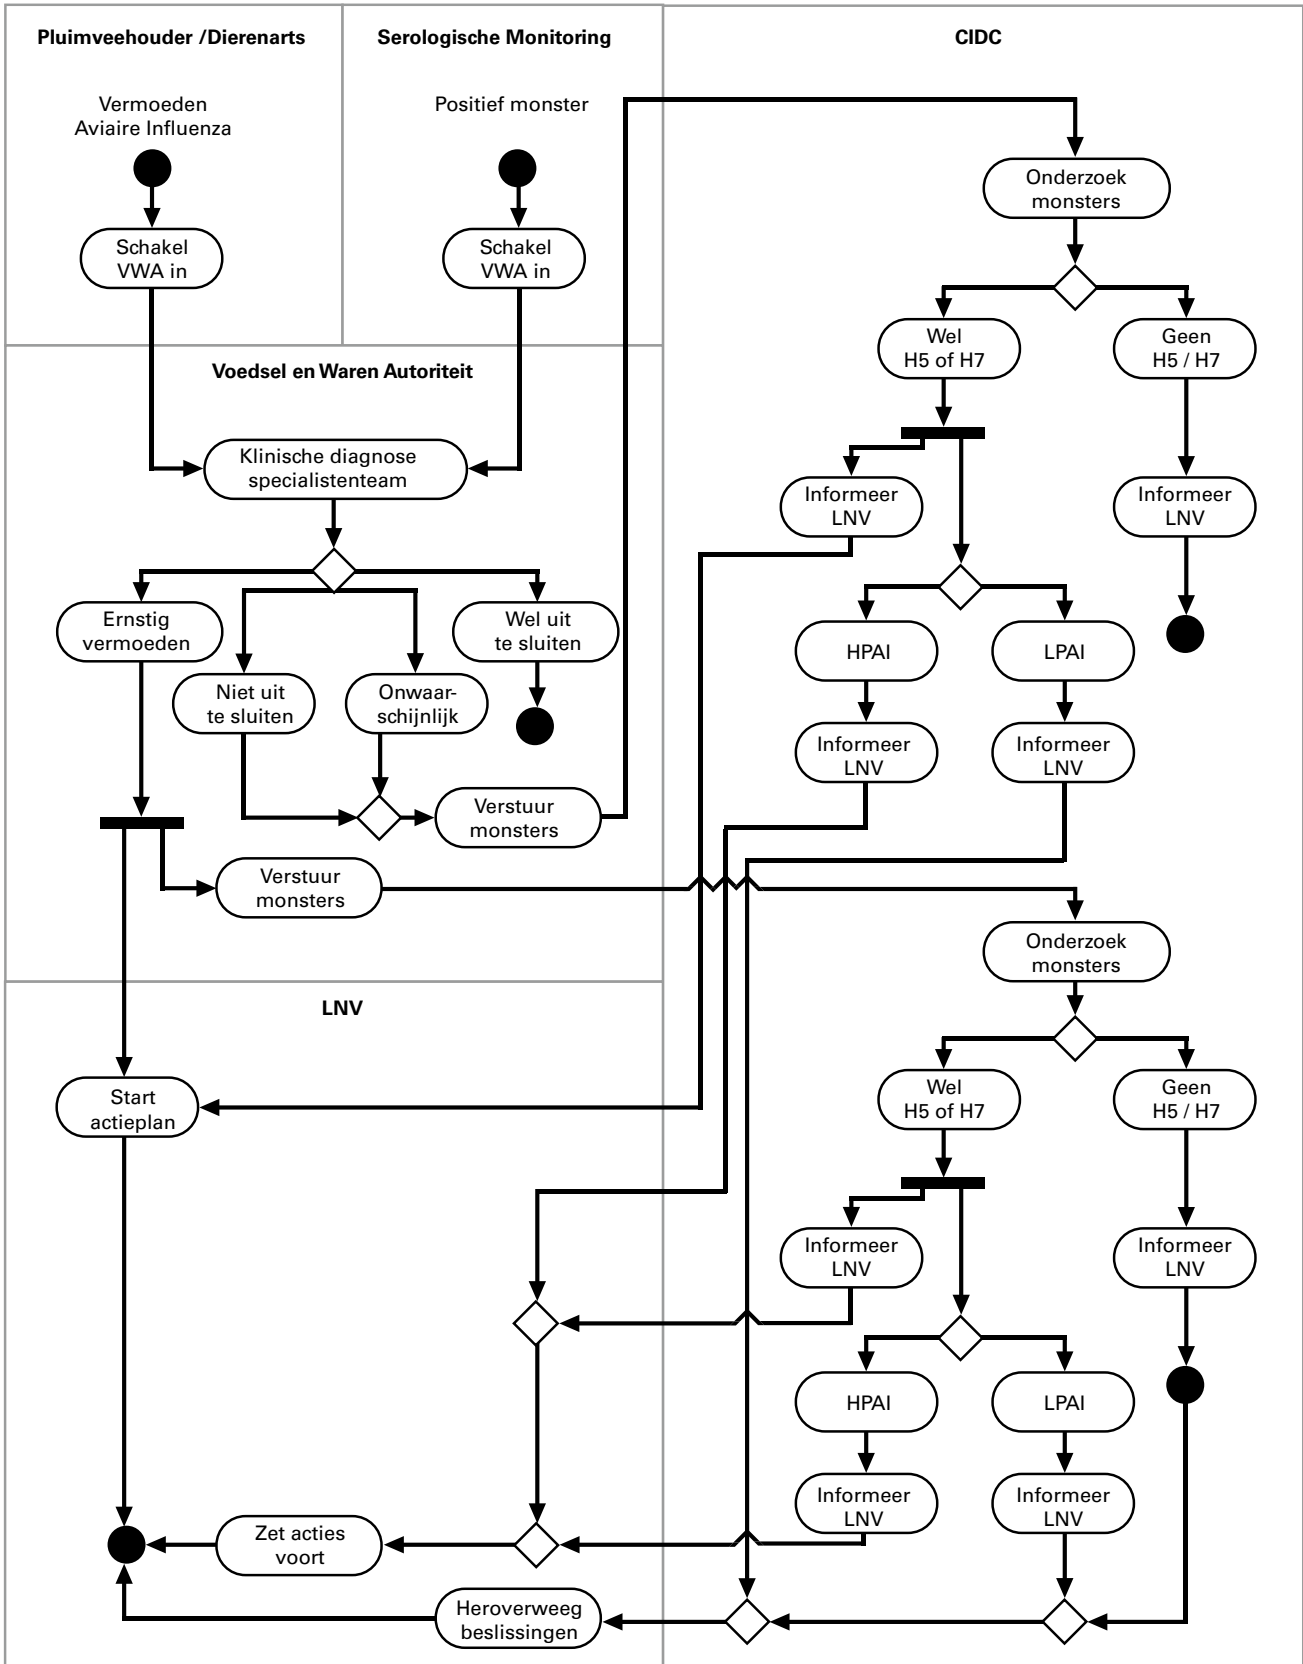 Pluimveehouder /Dierenarts
Serologische Monitoring
CIDC
Vermoeden
Aviaire Influenza
Positief monster
Schakel
VWA in
Schakel
VWA in
Onderzoek
monsters
Wel
H5 of H7
Geen
H5 / H7
Informeer
LNV
Informeer
LNV
HPAI
LPAI
Informeer
LNV
Informeer
LNV
Voedsel en Waren Autoriteit
Klinische diagnose
specialistenteam
Ernstig
vermoeden
Niet uit
te sluiten
Onwaar-
schijnlijk
Wel uit
te sluiten
Verstuur
monsters
Verstuur
monsters
Onderzoek
monsters
Wel
H5 of H7
Geen
H5 / H7
Informeer
LNV
Informeer
LNV
HPAI
LPAI
Informeer
LNV
Informeer
LNV
LNV
Start
actieplan
Zet acties
voort
Heroverweeg
beslissingen